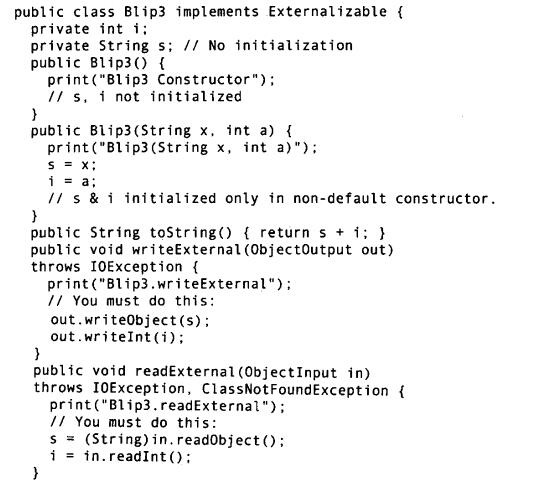 public class Blip3 implements Externalizable {
private int i;
private String s; // No initialization
public Blip3() {
print("Blip3 Constructor");
// s, i not initialized
}
public Blip3(String x, int a) {
print("Blip3(String x, int a)");
s = x;
i = a;
// s & i initialized only in non-default constructor.
}
public String toString() { return s + i; }
public void writeExternal(ObjectOutput out)
throws IOException {
print("Blip3.writeExternal");
// You must do this:
out.writeObject(s);
out.writeInt(i);
}
public void readExternal(ObjectInput in)
throws IOException, ClassNotFoundException {
print("Blip3.readExternal");
// You must do this:
s = (String)in.readObject();
i = in.readInt();
}